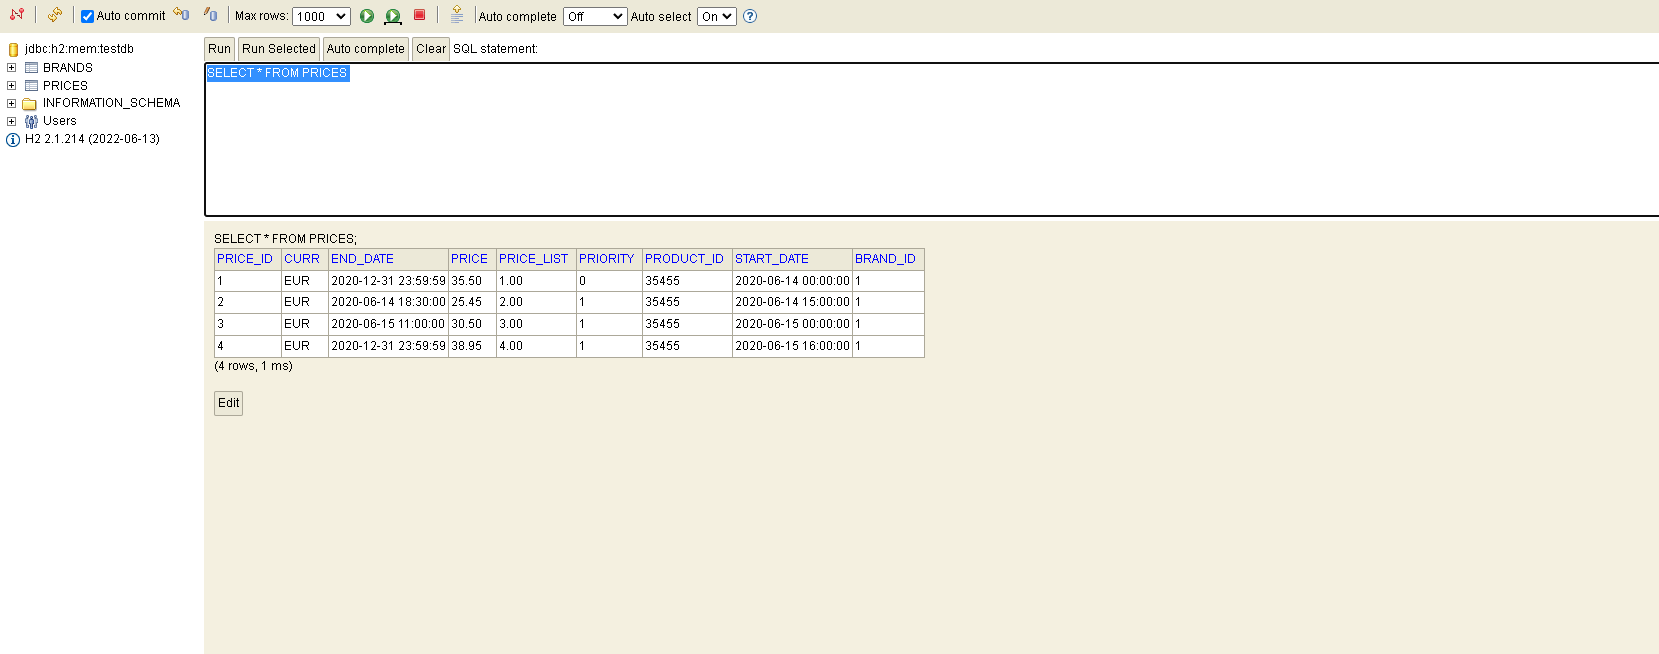 Auto commit Max rows: 1000 Auto complete Off Auto select On
jdbc:h2:mem:testdb
BRANDS
PRICES
INFORMATION_SCHEMA
Users
H2 2.1.214 (2022-06-13)
Run Run Selected Auto complete Clear SQL statement:
SELECT * FROM PRICES
SELECT * FROM PRICES;
PRICE_ID CURR END_DATE PRICE PRICE_LIST PRIORITY PRODUCT_ID START_DATE BRAND_ID
1 EUR 2020-12-31 23:59:59 35.50 1.00 0 35455 2020-06-14 00:00:00 1
2 EUR 2020-06-14 18:30:00 25.45 2.00 1 35455 2020-06-14 15:00:00 1
3 EUR 2020-06-15 11:00:00 30.50 3.00 1 35455 2020-06-15 00:00:00 1
4 EUR 2020-12-31 23:59:59 38.95 4.00 1 35455 2020-06-15 16:00:00 1
(4 rows, 1 ms)
Edit